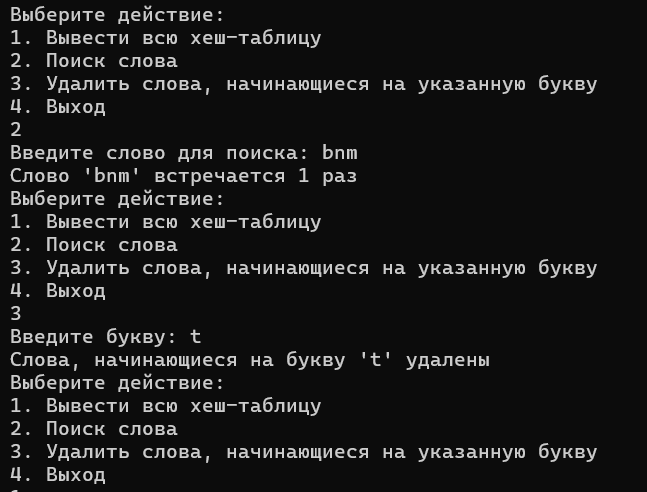 Выберите действие:
1. Вывести всю хеш-таблицу
2. Поиск слова
3. Удалить слова, начинающиеся на указанную букву
4. Выход
2
Введите слово для поиска: bnm
Слово 'bnm' встречается 1 раз
Выберите действие:
1. Вывести всю хеш-таблицу
2. Поиск слова
3. Удалить слова, начинающиеся на указанную букву
4. Выход
3
Введите букву: t
Слова, начинающиеся на букву 't' удалены
Выберите действие:
1. Вывести всю хеш-таблицу
2. Поиск слова
3. Удалить слова, начинающиеся на указанную букву
4. Выход